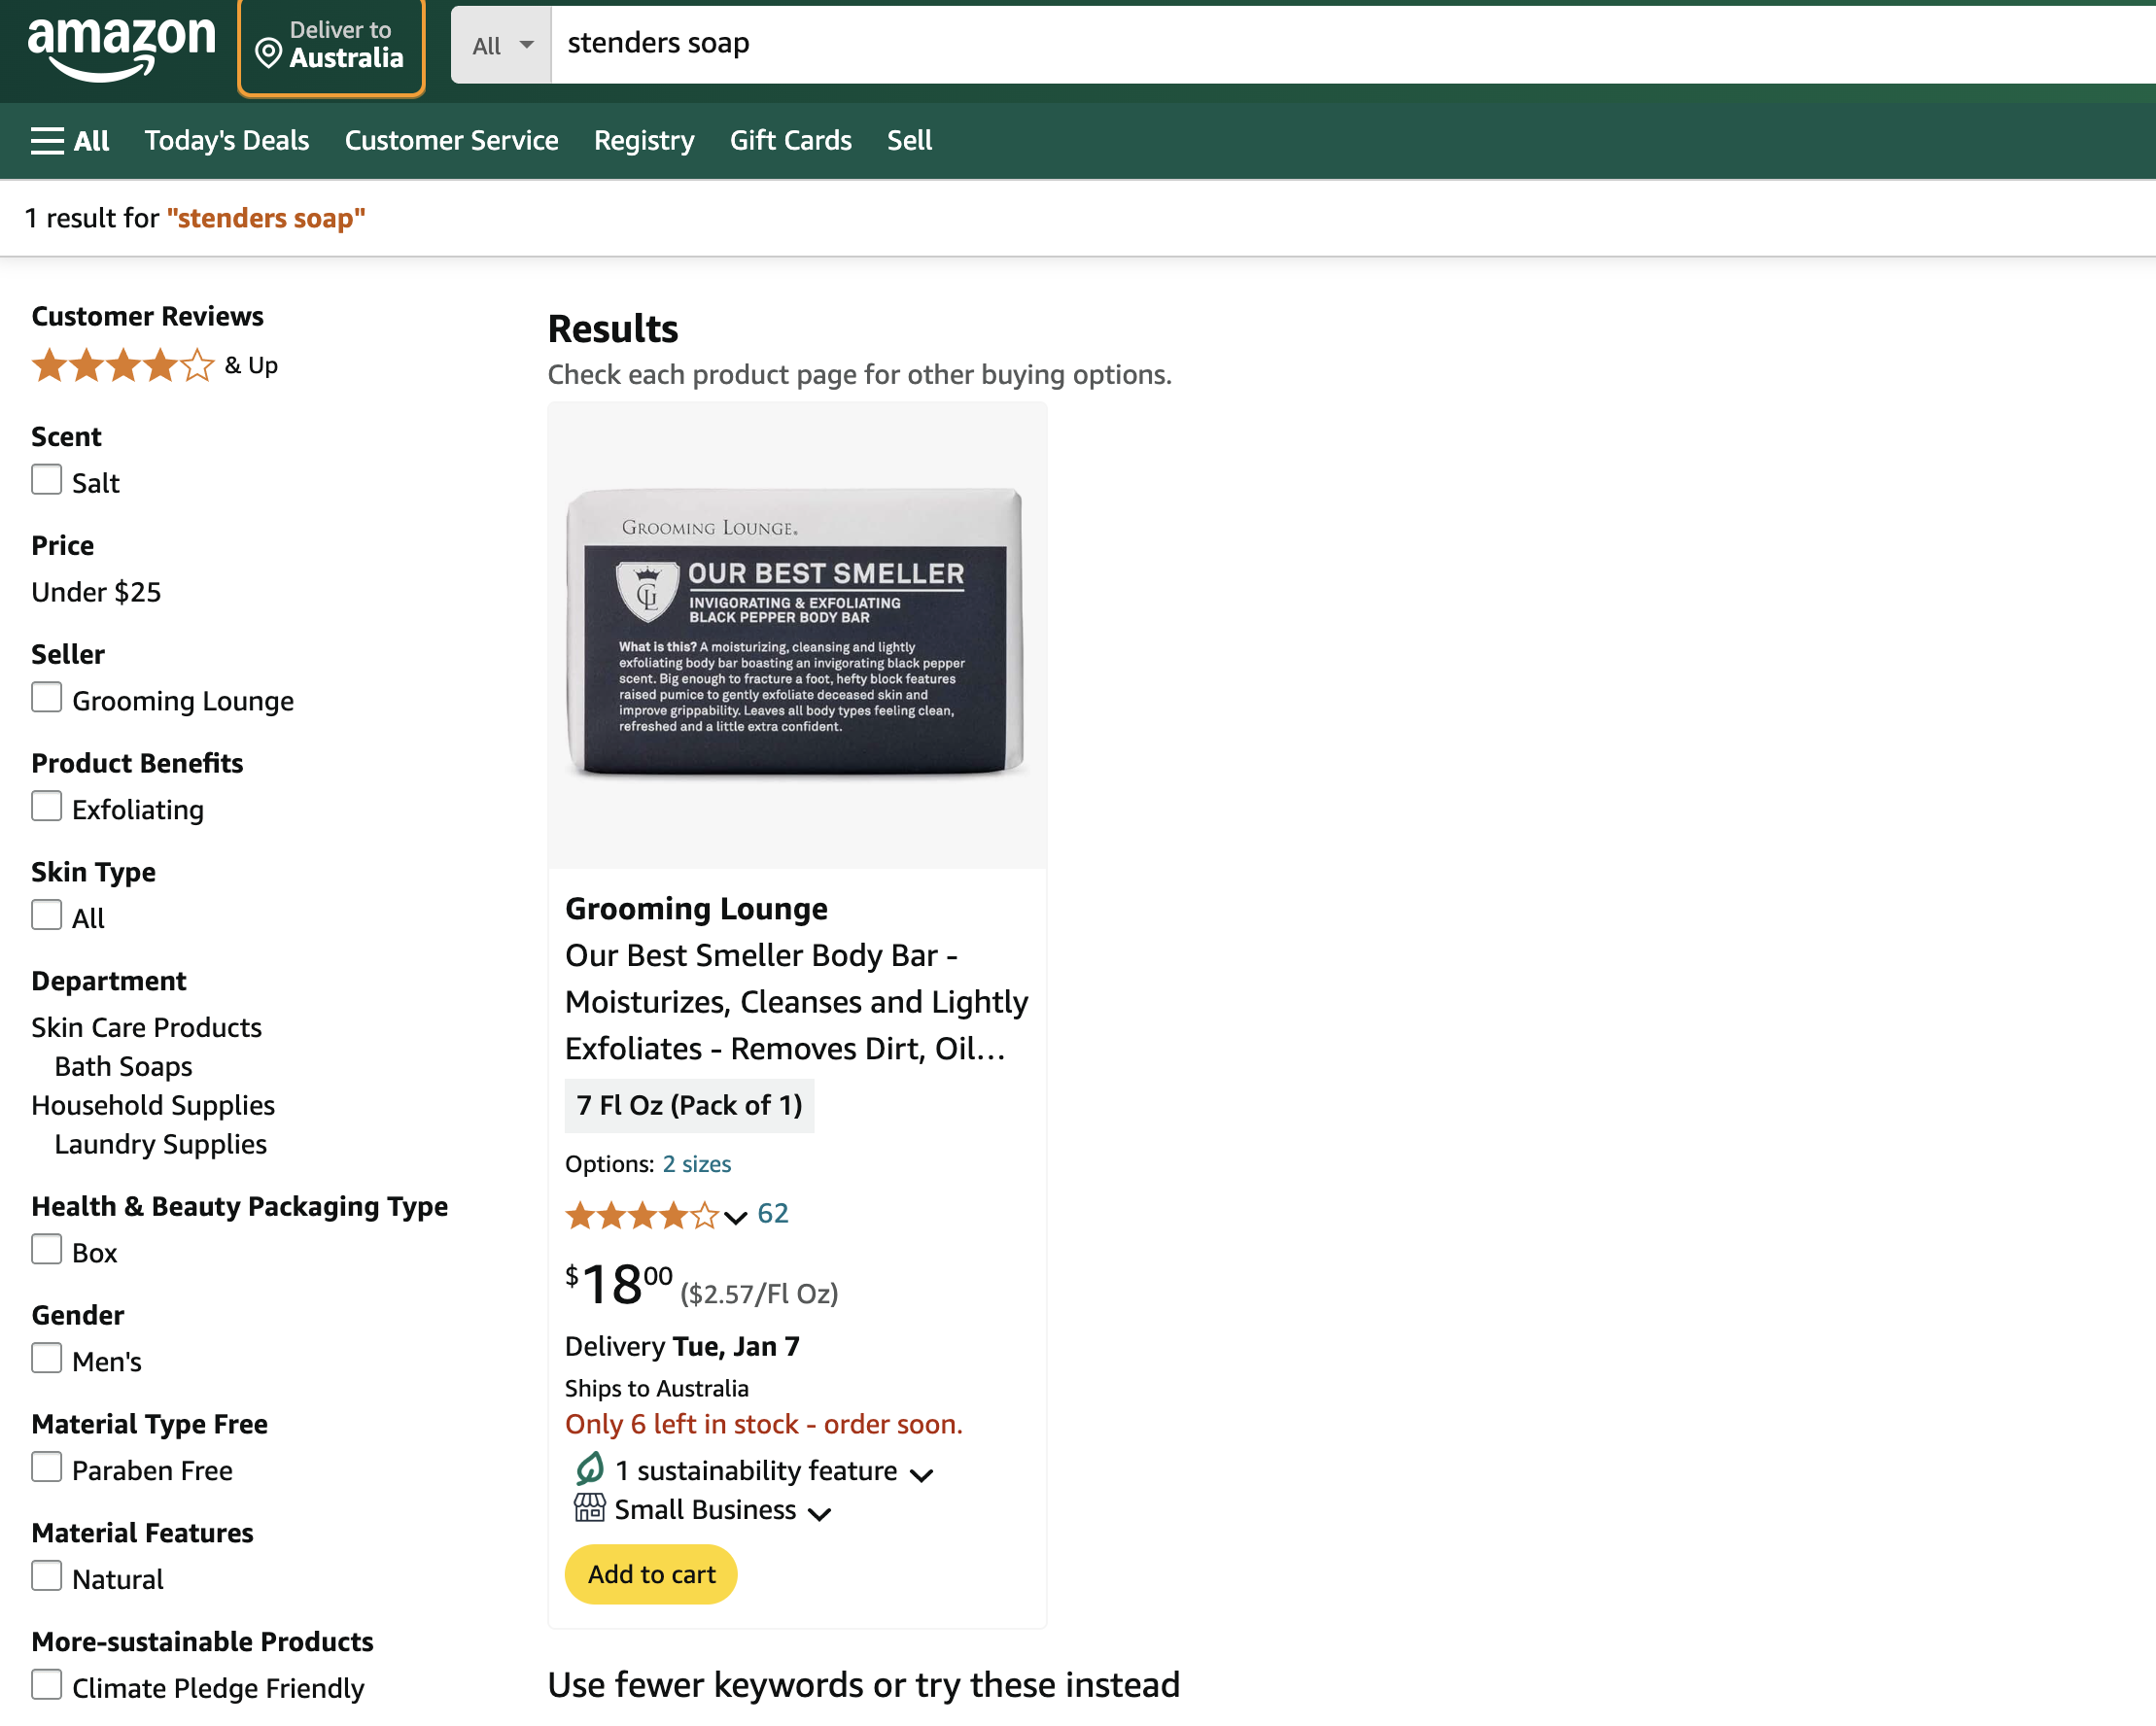 amazon
Deliver to
Australia
All
stenders soap
All
Today's Deals
Customer Service
Registry
Gift Cards
Sell
1 result for "stenders soap"
Customer Reviews
& Up
Scent
Salt
Price
Under $25
Seller
Grooming Lounge
Product Benefits
Exfoliating
Skin Type
All
Department
Skin Care Products
Bath Soaps
Household Supplies
Laundry Supplies
Health & Beauty Packaging Type
Box
Gender
Men's
Material Type Free
Paraben Free
Material Features
Natural
More-sustainable Products
Climate Pledge Friendly
Results
Check each product page for other buying options.
GROOMING LOUNGE.
GL
OUR BEST SMELLER
INVIGORATING & EXFOLIATING
BLACK PEPPER BODY BAR
What is this? A moisturizing, cleansing and lightly
exfoliating body bar boasting an invigorating black pepper
scent. Big enough to fracture a foot, hefty block features
raised pumice to gently exfoliate deceased skin and
improve grippability. Leaves all body types feeling clean,
refreshed and a little extra confident.
Grooming Lounge
Our Best Smeller Body Bar -
Moisturizes, Cleanses and Lightly
Exfoliates - Removes Dirt, Oil…
7 Fl Oz (Pack of 1)
Options: 2 sizes
62
$1800 ($2.57/Fl Oz)
Delivery Tue, Jan 7
Ships to Australia
Only 6 left in stock - order soon.
1 sustainability feature
Small Business
Add to cart
Use fewer keywords or try these instead